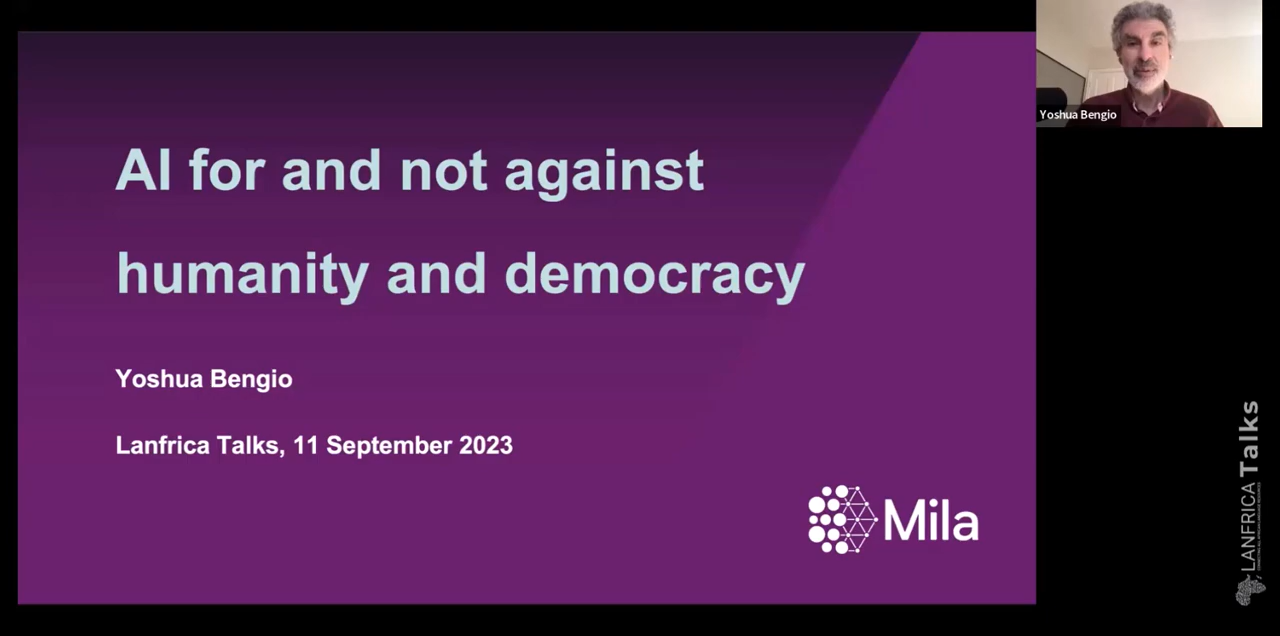 AI for and not against
humanity and democracy
Yoshua Bengio
Lanfrica Talks, 11 September 2023
Mila
Yoshua Bengio
LANFRICA Talks